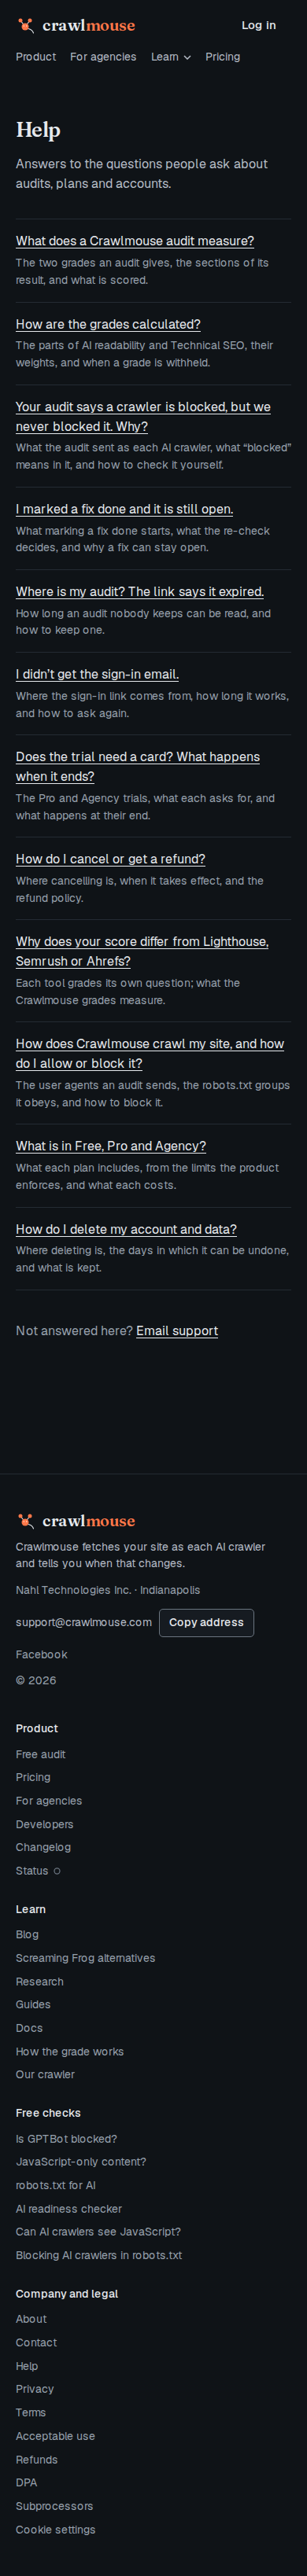 crawlmouse
Log in
Product For agencies Learn Pricing
Help
Answers to the questions people ask about
audits, plans and accounts.
What does a Crawlmouse audit measure?
The two grades an audit gives, the sections of its
result, and what is scored.
How are the grades calculated?
The parts of AI readability and Technical SEO, their
weights, and when a grade is withheld.
Your audit says a crawler is blocked, but we
never blocked it. Why?
What the audit sent as each AI crawler, what “blocked”
means in it, and how to check it yourself.
I marked a fix done and it is still open.
What marking a fix done starts, what the re-check
decides, and why a fix can stay open.
Where is my audit? The link says it expired.
How long an audit nobody keeps can be read, and
how to keep one.
I didn’t get the sign-in email.
Where the sign-in link comes from, how long it works,
and how to ask again.
Does the trial need a card? What happens
when it ends?
The Pro and Agency trials, what each asks for, and
what happens at their end.
How do I cancel or get a refund?
Where cancelling is, when it takes effect, and the
refund policy.
Why does your score differ from Lighthouse,
Semrush or Ahrefs?
Each tool grades its own question; what the
Crawlmouse grades measure.
How does Crawlmouse crawl my site, and how
do I allow or block it?
The user agents an audit sends, the robots.txt groups
it obeys, and how to block it.
What is in Free, Pro and Agency?
What each plan includes, from the limits the product
enforces, and what each costs.
How do I delete my account and data?
Where deleting is, the days in which it can be undone,
and what is kept.
Not answered here? Email support
crawlmouse
Crawlmouse fetches your site as each AI crawler
and tells you when that changes.
Nahl Technologies Inc. · Indianapolis
support@crawlmouse.com Copy address
Facebook
© 2026
Product
Free audit
Pricing
For agencies
Developers
Changelog
Status
Learn
Blog
Screaming Frog alternatives
Research
Guides
Docs
How the grade works
Our crawler
Free checks
Is GPTBot blocked?
JavaScript-only content?
robots.txt for AI
AI readiness checker
Can AI crawlers see JavaScript?
Blocking AI crawlers in robots.txt
Company and legal
About
Contact
Help
Privacy
Terms
Acceptable use
Refunds
DPA
Subprocessors
Cookie settings